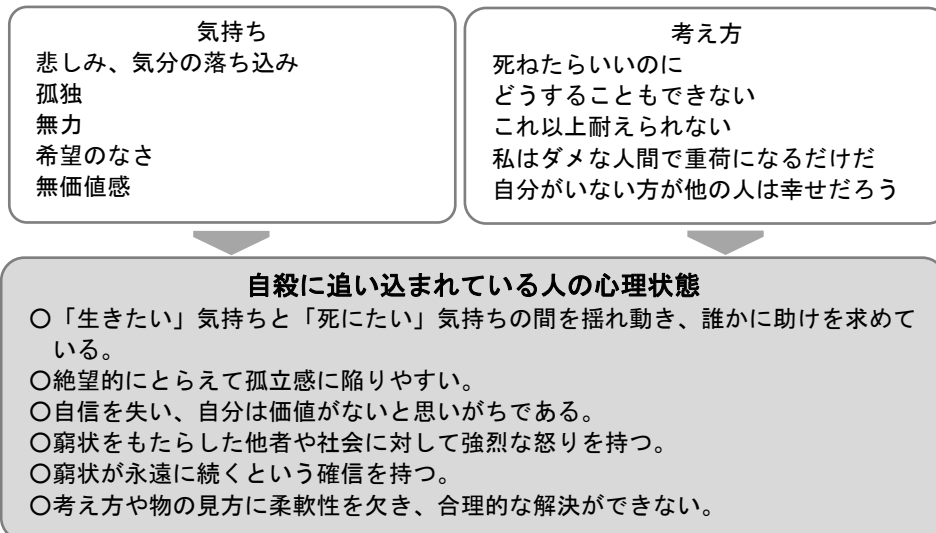 気持ち
悲しみ、気分の落ち込み
孤独
無力
希望のなさ
無価値感
考え方
死ねたらいいのに
どうすることもできない
これ以上耐えられない
私はダメな人間で重荷になるだけだ
自分がいない方が他の人は幸せだろう
自殺に追い込まれている人の心理状態
〇「生きたい」気持ちと「死にたい」気持ちの間を揺れ動き、誰かに助けを求めて
いる。
〇絶望的にとらえて孤立感に陥りやすい。
〇自信を失い、自分は価値がないと思いがちである。
〇窮状をもたらした他者や社会に対して強烈な怒りを持つ。
〇窮状が永遠に続くという確信を持つ。
〇考え方や物の見方に柔軟性を欠き、合理的な解決ができない。